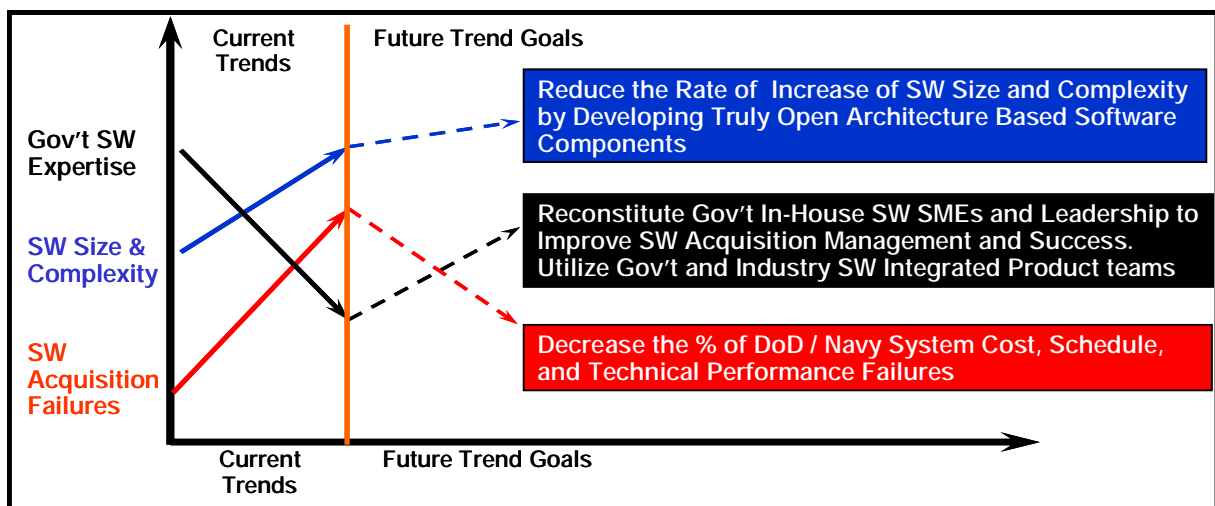 Current
Trends
Future Trend Goals
Reduce the Rate of Increase of SW Size and Complexity
by Developing Truly Open Architecture Based Software
Components
Gov't SW
Expertise
Reconstitute Gov't In-House SW SMEs and Leadership to
Improve SW Acquisition Management and Success.
Utilize Gov't and Industry SW Integrated Product teams
SW Size &
Complexity
Decrease the % of DoD / Navy System Cost, Schedule,
and Technical Performance Failures
SW
Acquisition
Failures
Current
Trends
Future Trend Goals